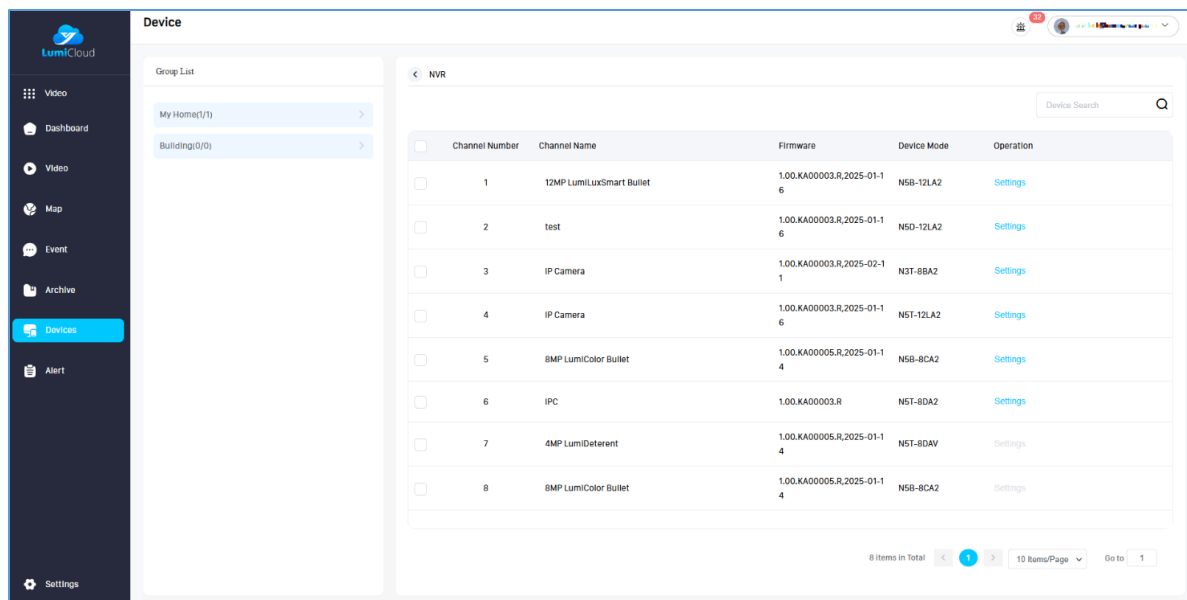 LumiCloud
Device
32
Video
Dashboard
Video
Map
Event
Archive
Devices
Alert
Settings
Group List
My Home(1/1)
Building(0/0)
NVR
Device Search
Channel Number Channel Name Firmware Device Mode Operation
1 12MP LumiLuxSmart Bullet 1.00.KA00003.R,2025-01-1 N5B-12LA2 Settings
6
2 test 1.00.KA00003.R,2025-01-1 N5D-12LA2 Settings
6
3 IP Camera 1.00.KA00003.R,2025-02-1 N3T-8BA2 Settings
1
4 IP Camera 1.00.KA00003.R,2025-01-1 N5T-12LA2 Settings
6
5 8MP LumiColor Bullet 1.00.KA00005.R,2025-01-1 N5B-8CA2 Settings
4
6 IPC 1.00.KA00003.R N5T-8DA2 Settings
7 4MP LumiDeterent 1.00.KA00005.R,2025-01-1 N5T-8DAV Settings
4
8 8MP LumiColor Bullet 1.00.KA00005.R,2025-01-1 N5B-8CA2 Settings
4
8 items in Total 1 10 Items/Page Go to 1